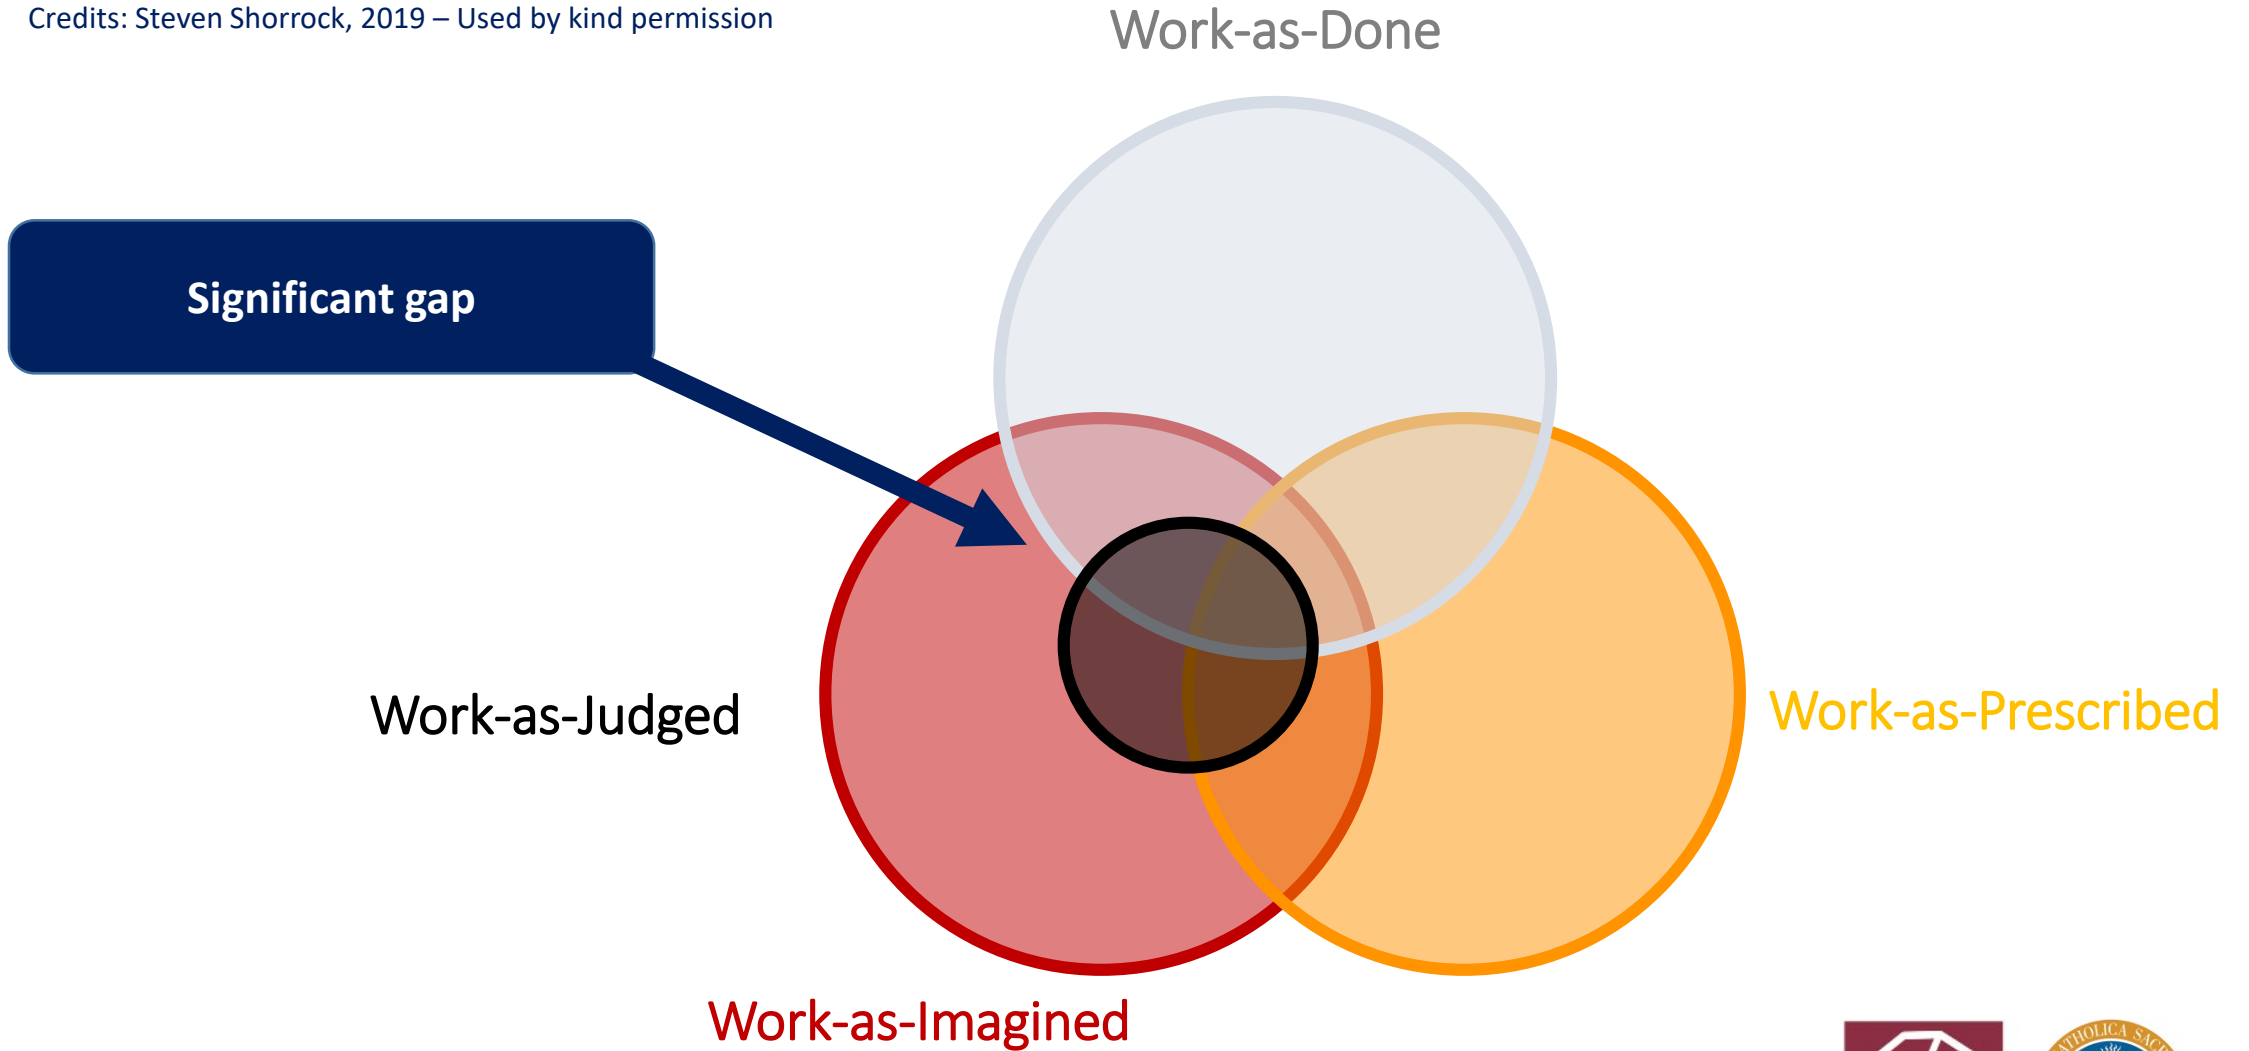 Credits: Steven Shorrock, 2019 – Used by kind permission
Work-as-Done
Significant gap
Work-as-Judged
Work-as-Prescribed
Work-as-Imagined